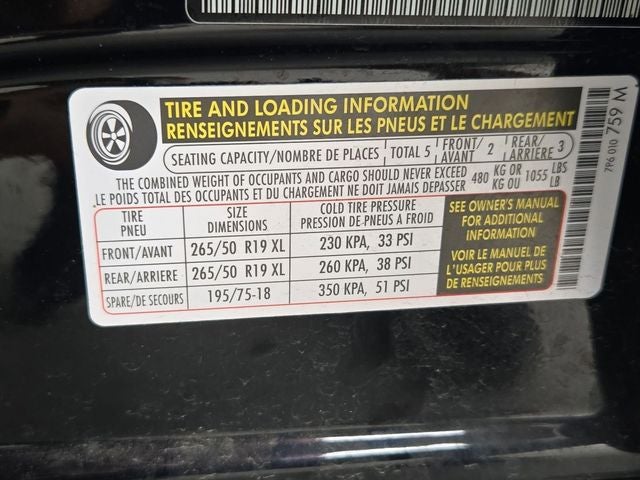 TIRE AND LOADING INFORMATION
RENSEIGNEMENTS SUR LES PNEUS ET LE CHARGEMENT
SEATING CAPACITY/NOMBRE DE PLACES TOTAL 5 FRONT/AVANT 2 REAR/ARRIERE 3
THE COMBINED WEIGHT OF OCCUPANTS AND CARGO SHOULD NEVER EXCEED 480 KG OR 1055 LBS
LE POIDS TOTAL DES OCCUPANTS ET DU CHARGEMENT NE DOIT JAMAIS DEPASSER KG OU LB
TIRE SIZE COLD TIRE PRESSURE
PNEU DIMENSIONS PRESSION DE PNEUS A FROID
FRONT/AVANT 265/50 R19 XL 230 KPA, 33 PSI
REAR/ARRIERE 265/50 R19 XL 260 KPA, 38 PSI
SPARE/DE SECOURS 195/75-18 350 KPA, 51 PSI
SEE OWNER'S MANUAL
FOR ADDITIONAL
INFORMATION
VOIR LE MANUEL DE
L'USAGER POUR PLUS
DE RENSEIGNEMENTS
7P6 010 759 M